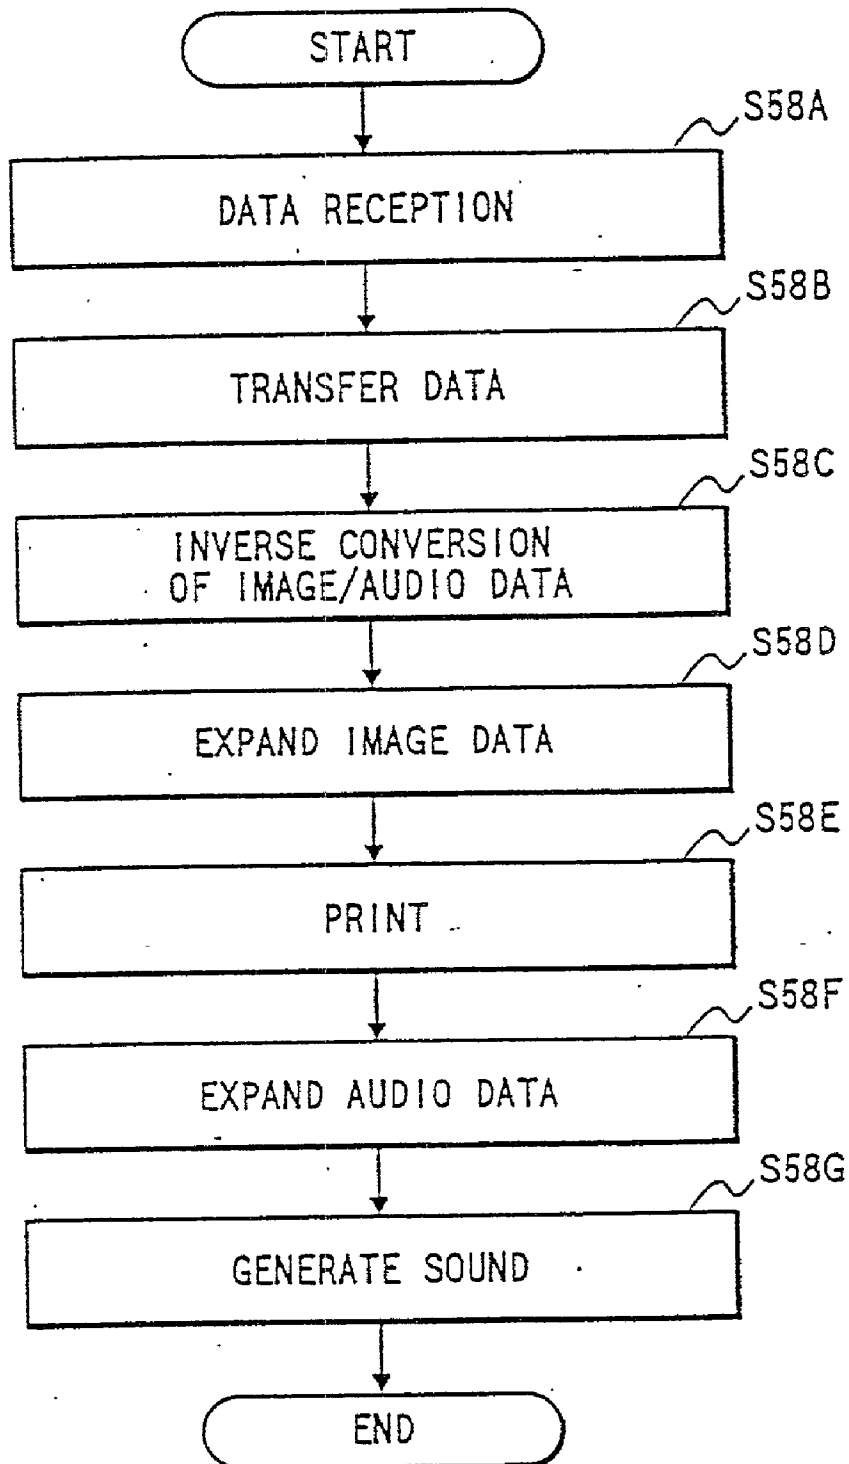 START
S58A
DATA RECEPTION
S58B
TRANSFER DATA
S58C
INVERSE CONVERSION
OF IMAGE/AUDIO DATA
S58D
EXPAND IMAGE DATA
S58E
PRINT
S58F
EXPAND AUDIO DATA
S58G
GENERATE SOUND
END